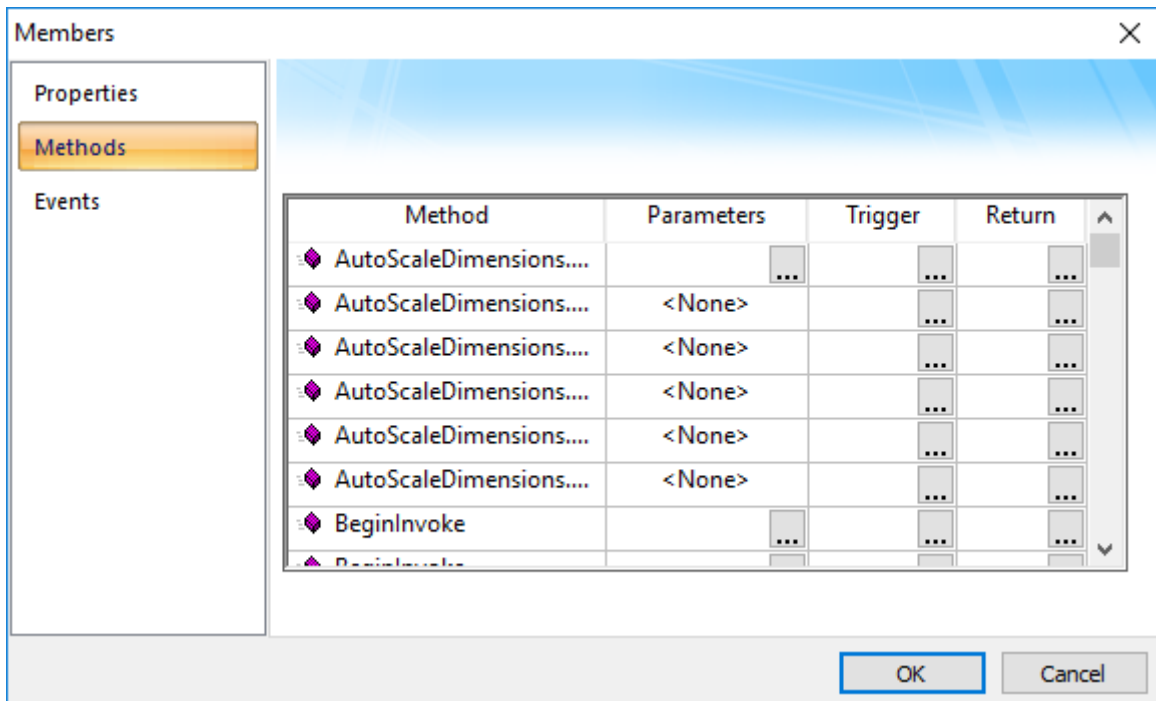 Members
Properties
Methods
Events
Method Parameters Trigger Return
AutoScaleDimensions.... ... ... ...
AutoScaleDimensions.... <None> ... ...
AutoScaleDimensions.... <None> ... ...
AutoScaleDimensions.... <None> ... ...
AutoScaleDimensions.... <None> ... ...
AutoScaleDimensions.... <None> ... ...
BeginInvoke ... ... ...
OK Cancel